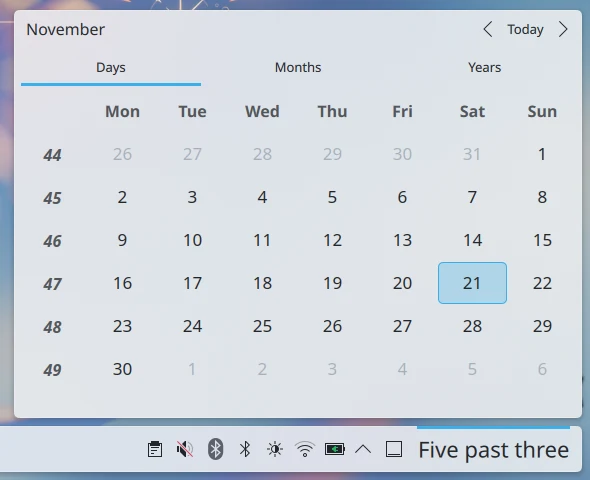 November Today
Days Months Years
Mon Tue Wed Thu Fri Sat Sun
44 26 27 28 29 30 31 1
45 2 3 4 5 6 7 8
46 9 10 11 12 13 14 15
47 16 17 18 19 20 21 22
48 23 24 25 26 27 28 29
49 30 1 2 3 4 5 6
Five past three